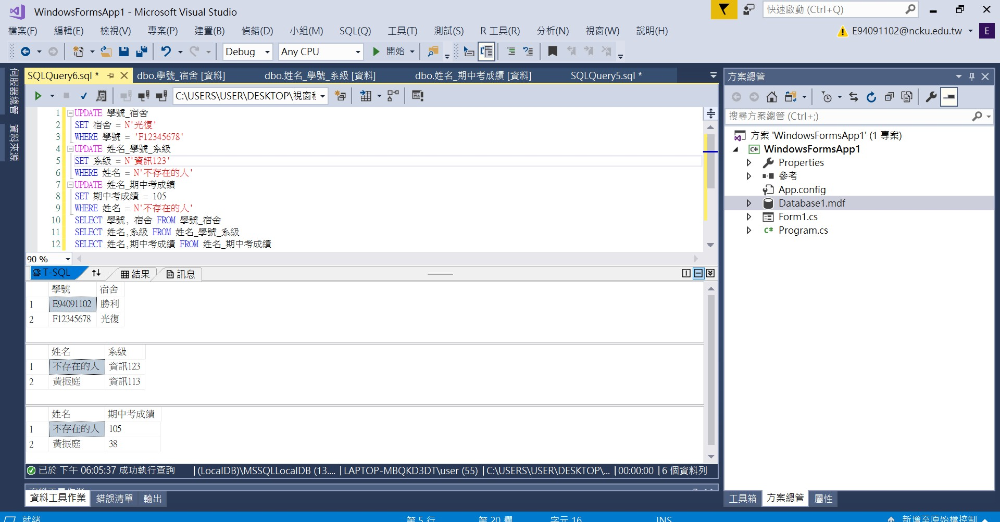 WindowsFormsApp1 - Microsoft Visual Studio
快速啟動 (Ctrl+Q)
檔案(F) 編輯(E) 檢視(V) 專案(P) 建置(B) 偵錯(D) 小組(M) SQL(Q) 工具(T) 測試(S) R 工具(R) 分析(N) 視窗(W) 說明(H)
E94091102@ncku.edu.tw E
Debug Any CPU 開始
伺服器總管
資料來源
SQLQuery6.sql * dbo.學號_宿舍 [資料] dbo.姓名_學號_系級 [資料] dbo.姓名_期中考成績 [資料] SQLQuery5.sql *
C:\USERS\USER\DESKTOP\視窗
1 UPDATE 學號_宿舍
2 SET 宿舍 = N'光復'
3 WHERE 學號 = 'F12345678'
4 UPDATE 姓名_學號_系級
5 SET 系級 = N'資訊123'
6 WHERE 姓名 = N'不存在的人'
7 UPDATE 姓名_期中考成績
8 SET 期中考成績 = 105
9 WHERE 姓名 = N'不存在的人'
10 SELECT 學號, 宿舍 FROM 學號_宿舍
11 SELECT 姓名,系級 FROM 姓名_學號_系級
12 SELECT 姓名,期中考成績 FROM 姓名_期中考成績
90 %
T-SQL 結果 訊息
學號 宿舍
1 E94091102 勝利
2 F12345678 光復
姓名 系級
1 不存在的人 資訊123
2 黃振庭 資訊113
姓名 期中考成績
1 不存在的人 105
2 黃振庭 38
已於 下午 06:05:37 成功執行查詢 | (LocalDB)\MSSQLLocalDB (13.... | LAPTOP-MBQKD3DT\user (55) | C:\USERS\USER\DESKTOP\... | 00:00:00 | 6 個資料列
資料工具作業
資料工具作業 錯誤清單 輸出
方案總管
搜尋方案總管 (Ctrl+;)
方案 'WindowsFormsApp1' (1 專案)
C# WindowsFormsApp1
Properties
參考
App.config
Database1.mdf
Form1.cs
C# Program.cs
工具箱 方案總管 屬性
就緒 第 5 行 第 20 欄 字元 16 INS 新增至原始檔控制